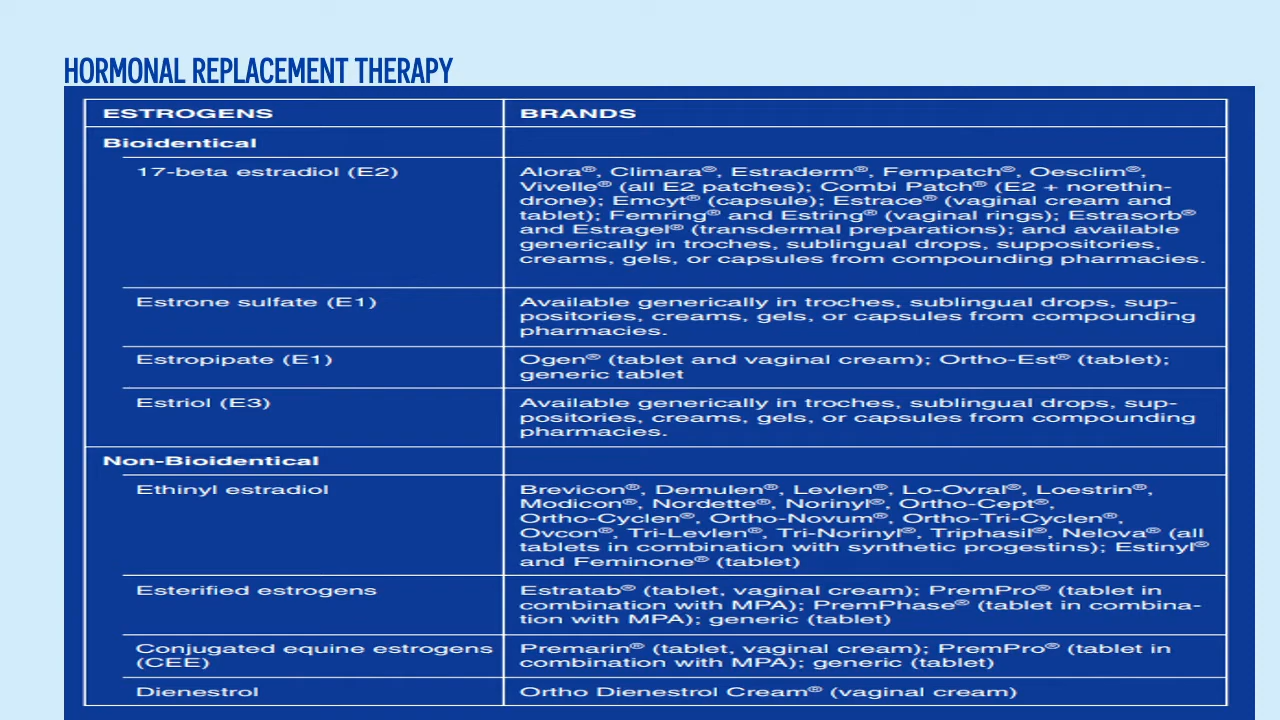 HORMONAL REPLACEMENT THERAPY
ESTROGENS
BRANDS
Bioidentical
17-beta estradiol (E2)
Alora®, Climara®, Estraderm®, Fempatch®, Oesclim®,
Vivelle® (all E2 patches); Combi Patch® (E2 + norethin-
drone); Emcyt® (capsule); Estrace® (vaginal cream and
tablet); Femring® and Estring® (vaginal rings); Estrasorb®
and Estragel® (transdermal preparations); and available
generically in troches, sublingual drops, suppositories,
creams, gels, or capsules from compounding pharmacies.
Estrone sulfate (E1)
Available generically in troches, sublingual drops, sup-
positories, creams, gels, or capsules from compounding
pharmacies.
Estropipate (E1)
Ogen® (tablet and vaginal cream); Ortho-Est® (tablet);
generic tablet
Estriol (E3)
Available generically in troches, sublingual drops, sup-
positories, creams, gels, or capsules from compounding
pharmacies.
Non-Bioidentical
Ethinyl estradiol
Brevicon®, Demulen®, Levlen®, Lo-Ovral®, Loestrin®,
Modicon®, Nordette®, Norinyl®, Ortho-Cept®,
Ortho-Cyclen®, Ortho-Novum®, Ortho-Tri-Cyclen®,
Ovcon®, Tri-Levlen®, Tri-Norinyl®, Triphasil®, Nelova® (all
tablets in combination with synthetic progestins); Estinyl®
and Feminone® (tablet)
Esterified estrogens
Estratab® (tablet, vaginal cream); PremPro® (tablet in
combination with MPA); PremPhase® (tablet in combina-
tion with MPA); generic (tablet)
Conjugated equine estrogens
(CEE)
Premarin® (tablet, vaginal cream); PremPro® (tablet in
combination with MPA); generic (tablet)
Dienestrol
Ortho Dienestrol Cream® (vaginal cream)